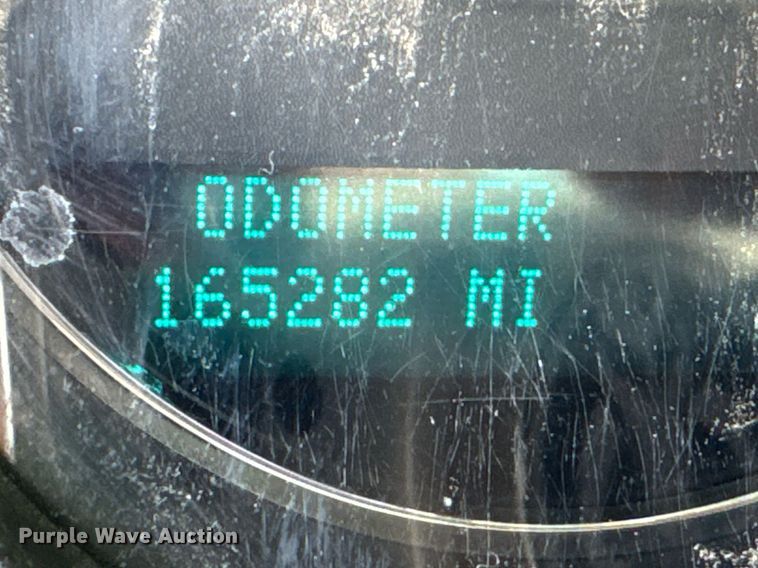 ODOMETER
165282 MI
Purple Wave Auction